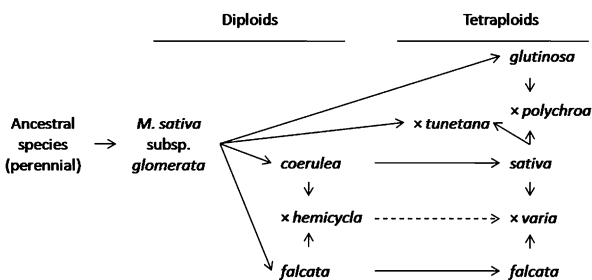 Diploids
Tetraploids
glutinosa
× polychroa
Ancestral
species
(perennial)
M. sativa
subsp.
glomerata
× tunetana
coerulea
sativa
× hemicycla
× varia
falcata
falcata